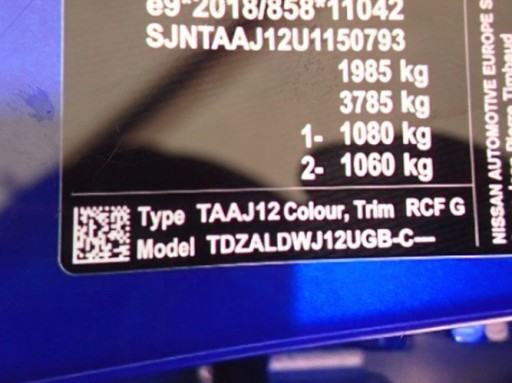 e9*2018/858*11042
SJNTAAJ12U1150793
1985 kg
3785 kg
1- 1080 kg
2- 1060 kg
Type TAAJ12 Colour, Trim RCF G
Model TDZALDWJ12UGB-C—
NISSAN AUTOMOTIVE EUROPE S